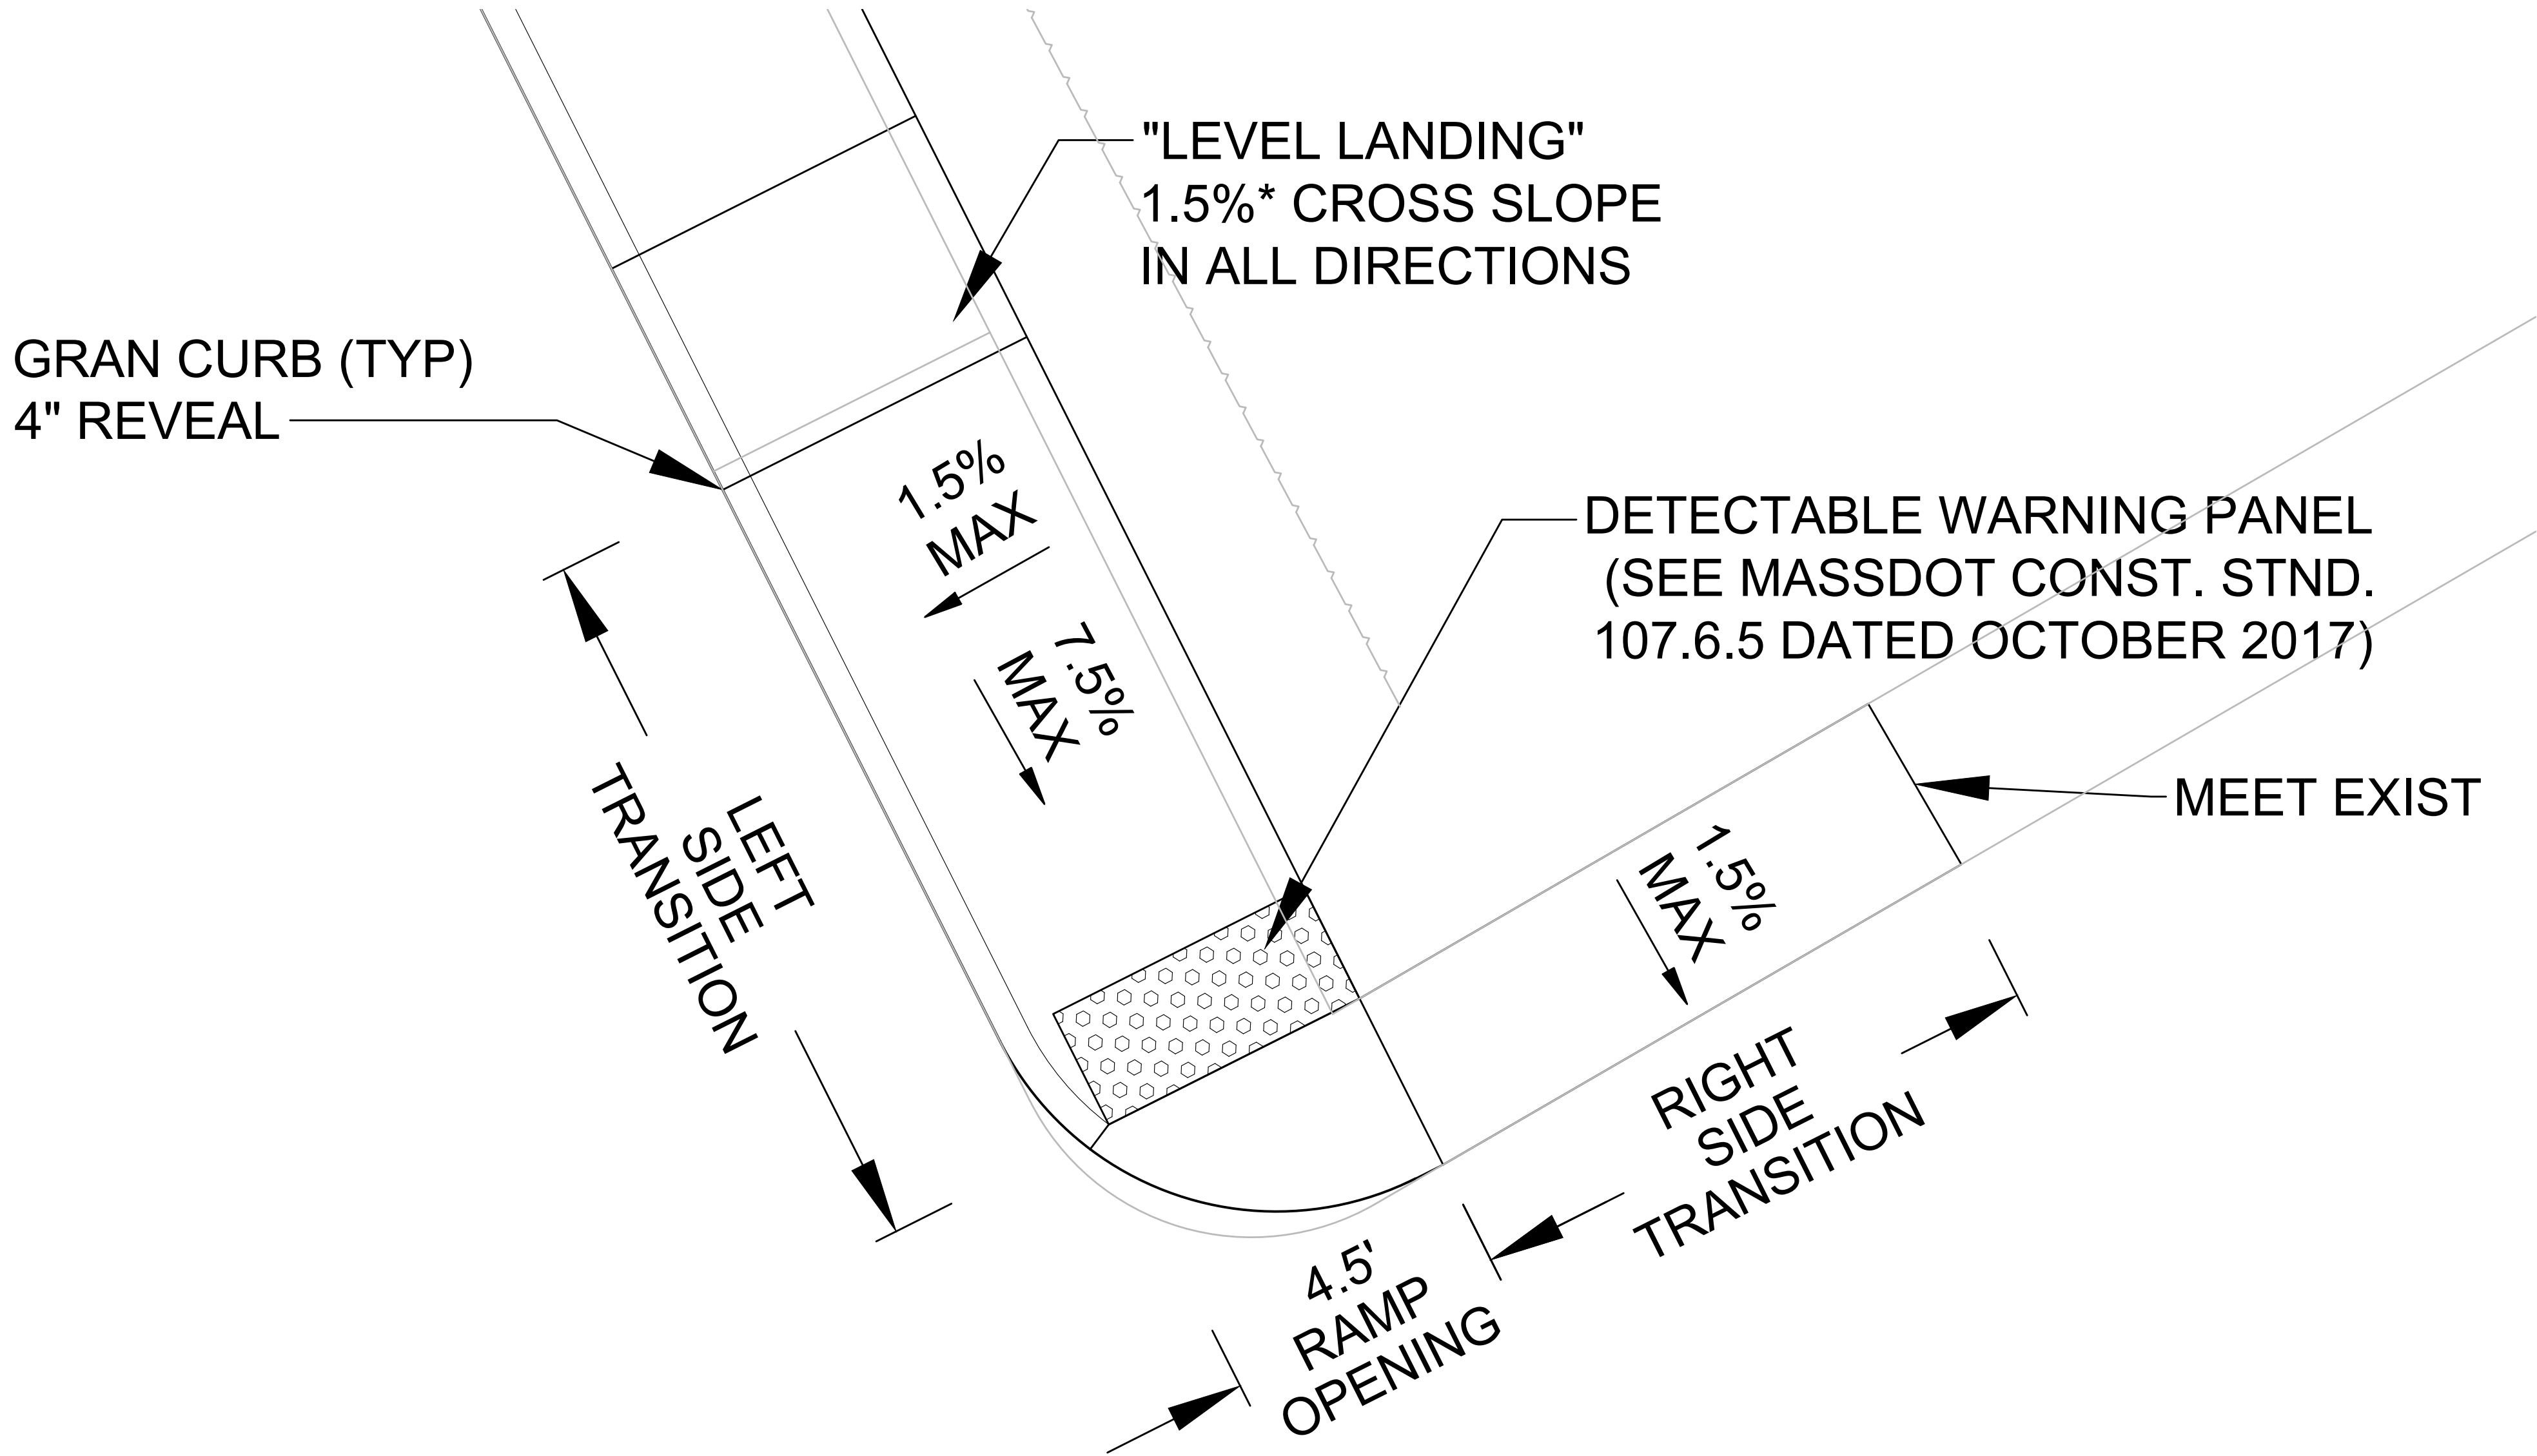 "LEVEL LANDING"
1.5%* CROSS SLOPE
IN ALL DIRECTIONS
GRAN CURB (TYP)
4" REVEAL
1.5%
MAX
7.5%
MAX
DETECTABLE WARNING PANEL
(SEE MASSDOT CONST. STND.
107.6.5 DATED OCTOBER 2017)
MEET EXIST
LEFT
SIDE
TRANSITION
1.5%
MAX
RIGHT
SIDE
TRANSITION
4.5'
RAMP
OPENING